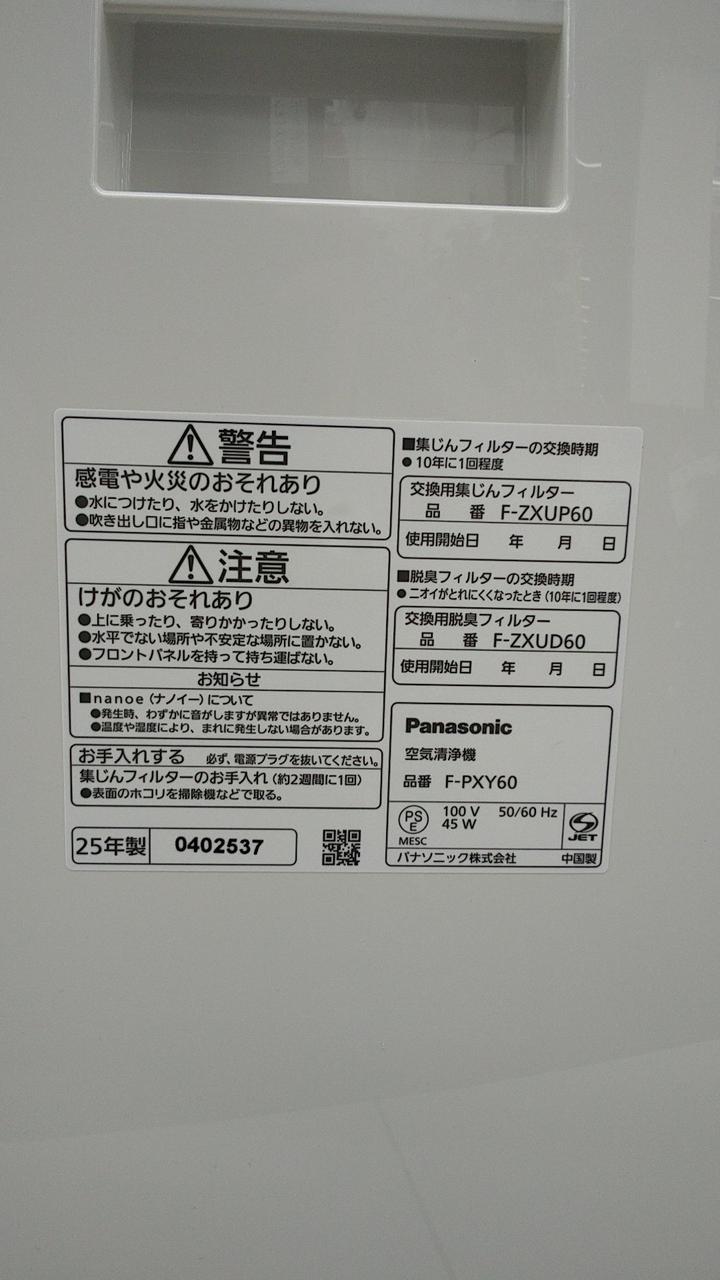 警告
感電や火災のおそれあり
●水につけたり、水をかけたりしない。
●吹き出し口に指や金属物などの異物を入れない。
注意
けがのおそれあり
●上に乗ったり、寄りかかったりしない。
●水平でない場所や不安定な場所に置かない。
●フロントパネルを持って持ち運ばない。
お知らせ
■nanoe(ナノイー)について
●発生時、わずかに音がしますが異常ではありません。
●温度や湿度により、まれに発生しない場合があります。
お手入れする 必ず、電源プラグを抜いてください。
集じんフィルターのお手入れ(約2週間に1回)
●表面のホコリを掃除機などで取る。
25年製 0402537
■集じんフィルターの交換時期
●10年に1回程度
交換用集じんフィルター
品 番 F-ZXUP60
使用開始日 年 月 日
■脱臭フィルターの交換時期
●ニオイがとれにくくなったとき(10年に1回程度)
交換用脱臭フィルター
品 番 F-ZXUD60
使用開始日 年 月 日
Panasonic
空気清浄機
品番 F-PXY60
PS E
MESC
100 V 50/60 Hz
45 W
JET
パナソニック株式会社 中国製